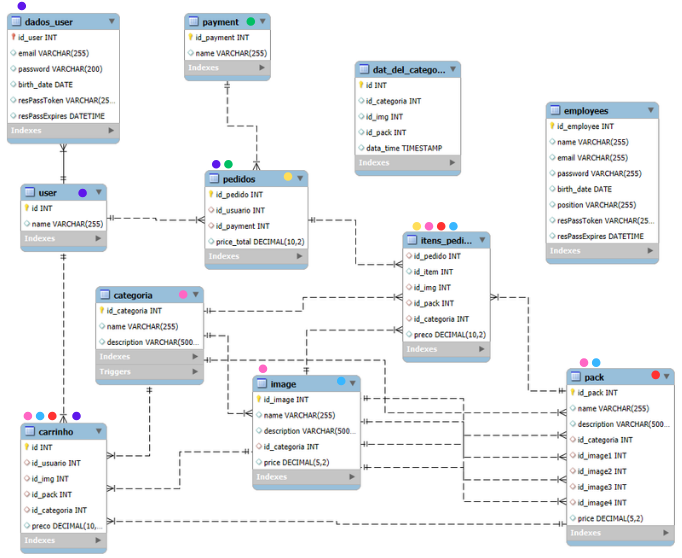 dados_user
id_user INT
email VARCHAR(255)
password VARCHAR(200)
birth_date DATE
resPassToken VARCHAR(25...
resPassExpires DATETIME
Indexes
payment
id_payment INT
name VARCHAR(255)
Indexes
dat_del_catego...
id INT
id_categoria INT
id_img INT
id_pack INT
data_time TIMESTAMP
Indexes
employees
id_employee INT
name VARCHAR(255)
email VARCHAR(255)
password VARCHAR(255)
birth_date DATE
position VARCHAR(255)
resPassToken VARCHAR(25...
resPassExpires DATETIME
Indexes
user
id INT
name VARCHAR(255)
Indexes
pedidos
id_pedido INT
id_usuario INT
id_payment INT
price_total DECIMAL(10,2)
Indexes
itens_pedi...
id_pedido INT
id_item INT
id_img INT
id_pack INT
id_categoria INT
preco DECIMAL(10,2)
Indexes
categoria
id_categoria INT
name VARCHAR(255)
description VARCHAR(500...
Indexes
Triggers
image
id_image INT
name VARCHAR(255)
description VARCHAR(500...
id_categoria INT
price DECIMAL(5,2)
Indexes
pack
id_pack INT
name VARCHAR(255)
description VARCHAR(500...
id_categoria INT
id_image1 INT
id_image2 INT
id_image3 INT
id_image4 INT
price DECIMAL(5,2)
Indexes
carrinho
id INT
id_usuario INT
id_img INT
id_pack INT
id_categoria INT
preco DECIMAL(10,...
Indexes